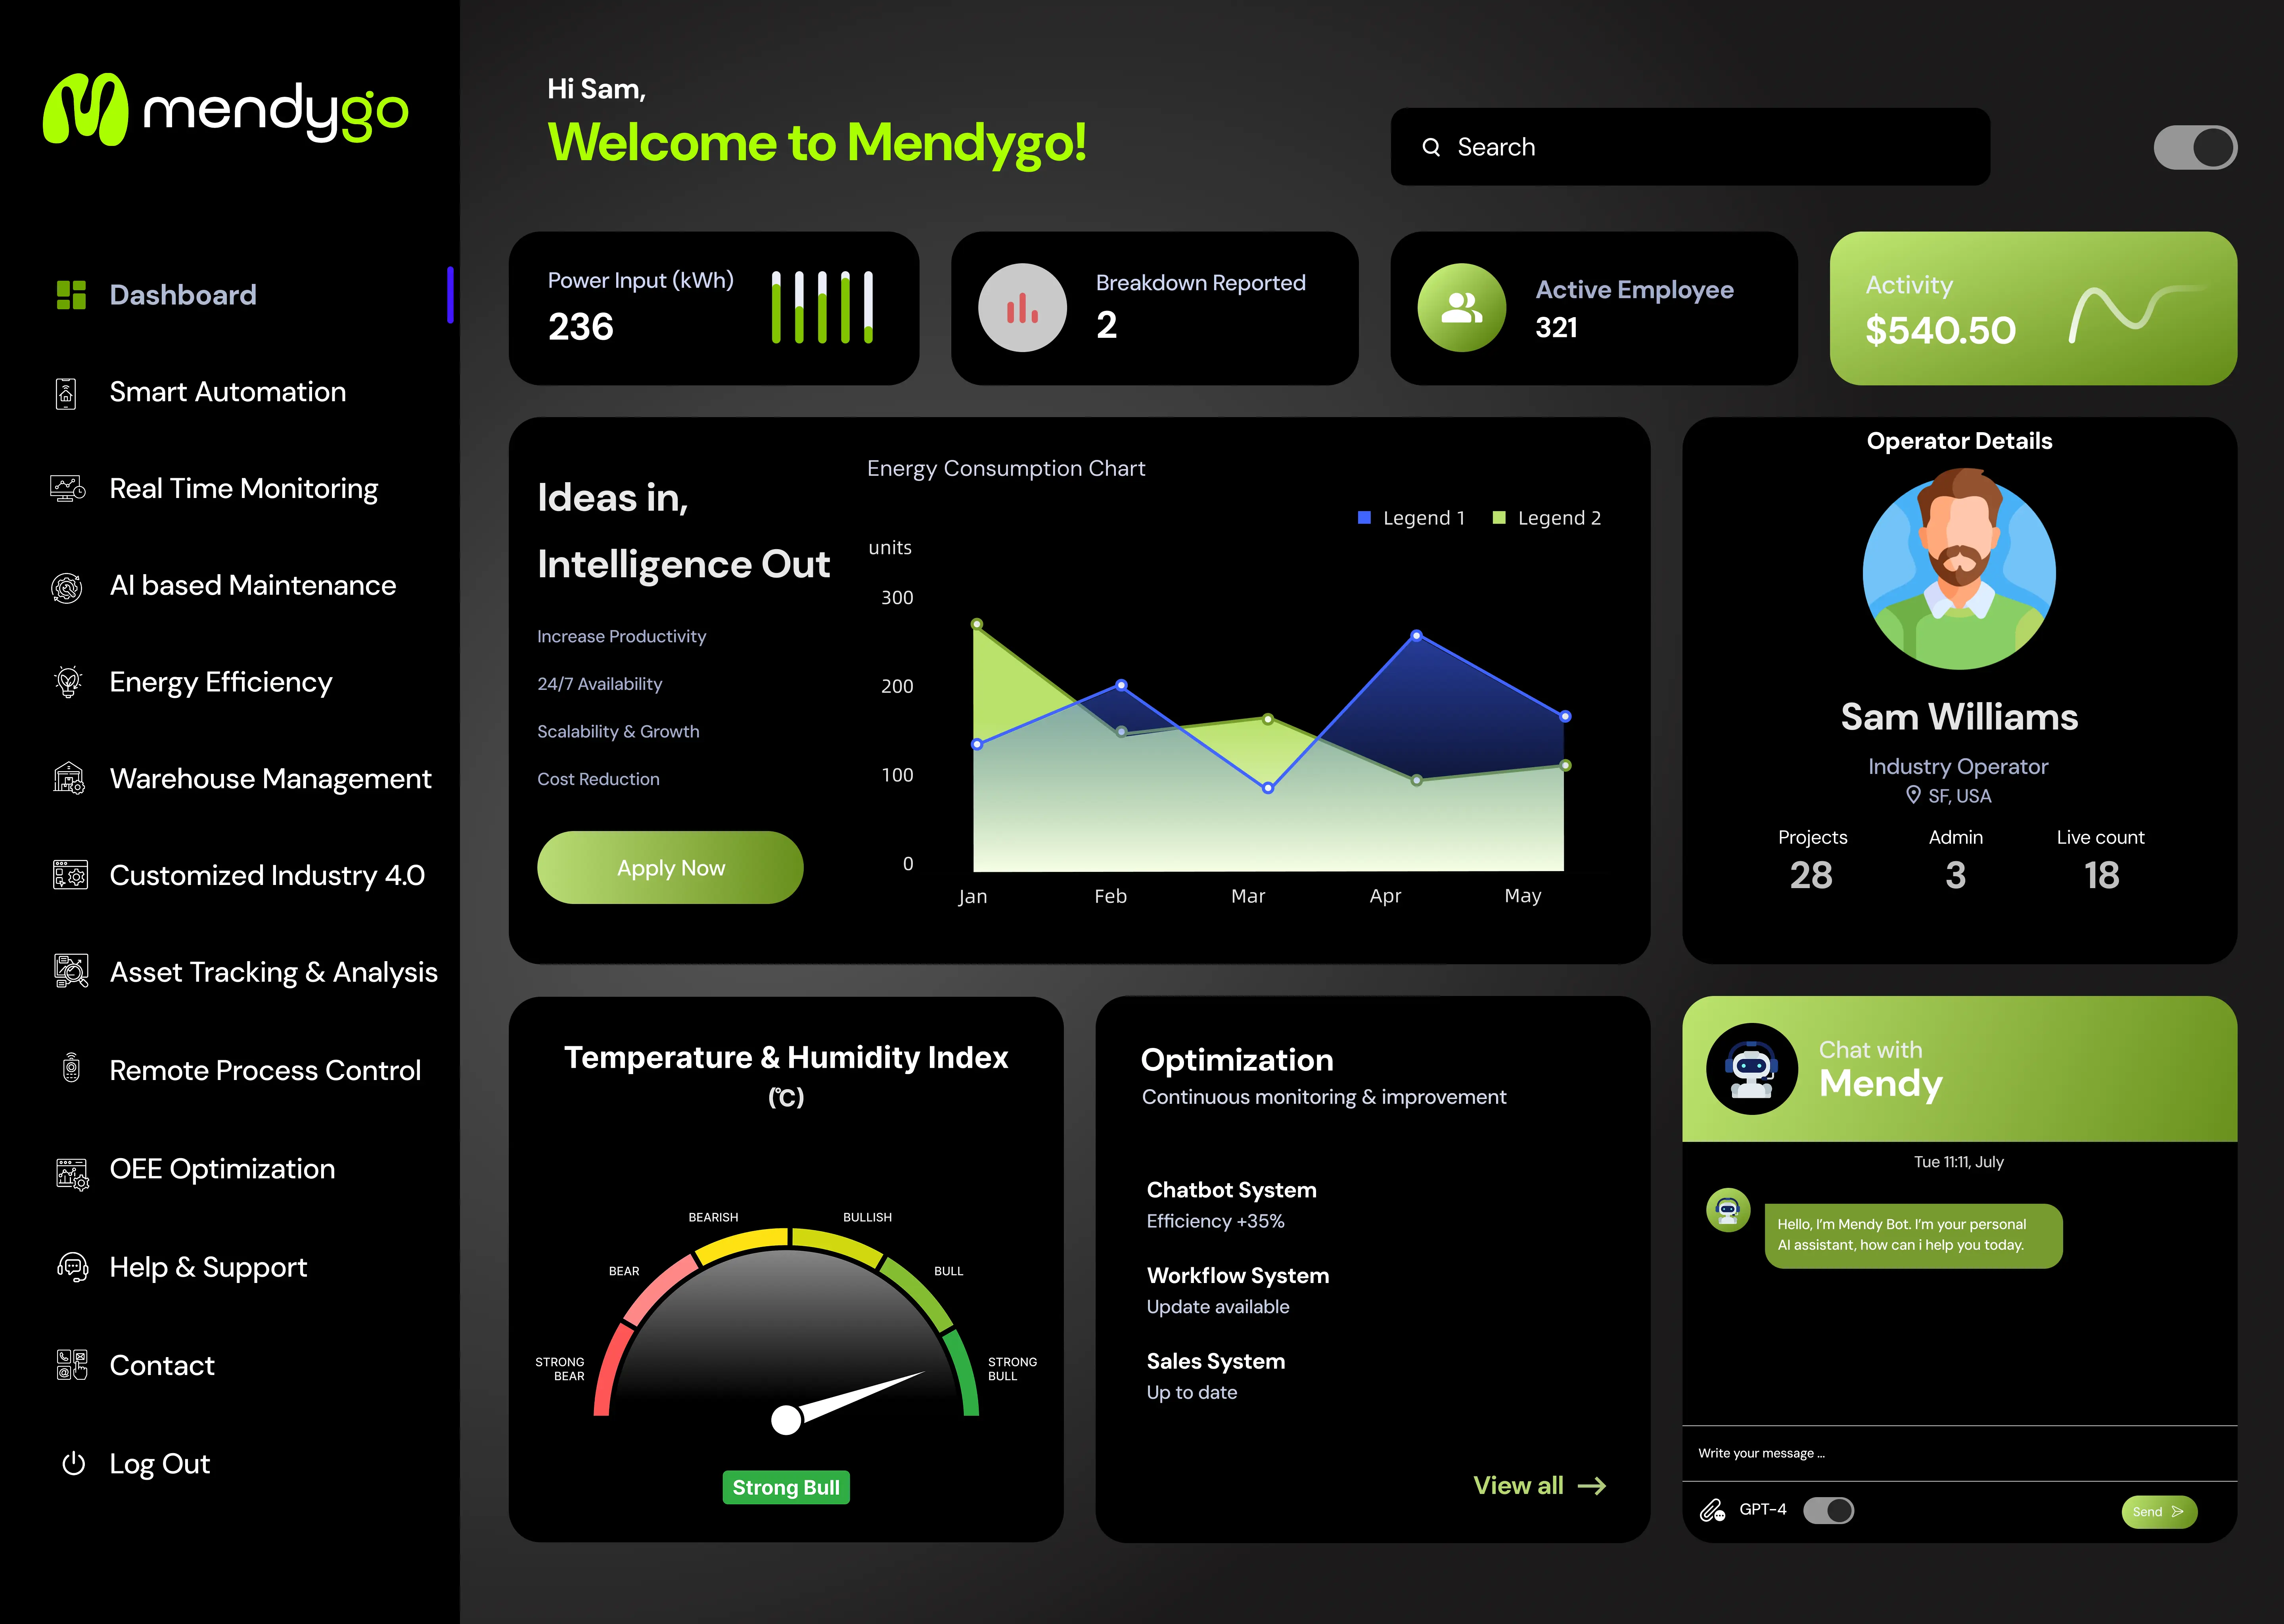 mendygo
Dashboard
Smart Automation
Real Time Monitoring
AI based Maintenance
Energy Efficiency
Warehouse Management
Customized Industry 4.0
Asset Tracking & Analysis
Remote Process Control
OEE Optimization
Help & Support
Contact
Log Out
Hi Sam,
Welcome to Mendygo!
Search
Power Input (kWh)
236
Breakdown Reported
2
Active Employee
321
Activity
$540.50
Ideas in,
Intelligence Out
Increase Productivity
24/7 Availability
Scalability & Growth
Cost Reduction
Apply Now
Energy Consumption Chart
Legend 1
Legend 2
units
300
200
100
0
Jan
Feb
Mar
Apr
May
Operator Details
Sam Williams
Industry Operator
SF, USA
Projects
Admin
Live count
28
3
18
Temperature & Humidity Index
(℃)
STRONG
BEAR
BEAR
BEARISH
BULLISH
BULL
STRONG
BULL
Strong Bull
Optimization
Continuous monitoring & improvement
Chatbot System
Efficiency +35%
Workflow System
Update available
Sales System
Up to date
View all
Chat with
Mendy
Tue 11:11, July
Hello, I'm Mendy Bot. I'm your personal
AI assistant, how can i help you today.
Write your message ...
GPT-4
Send